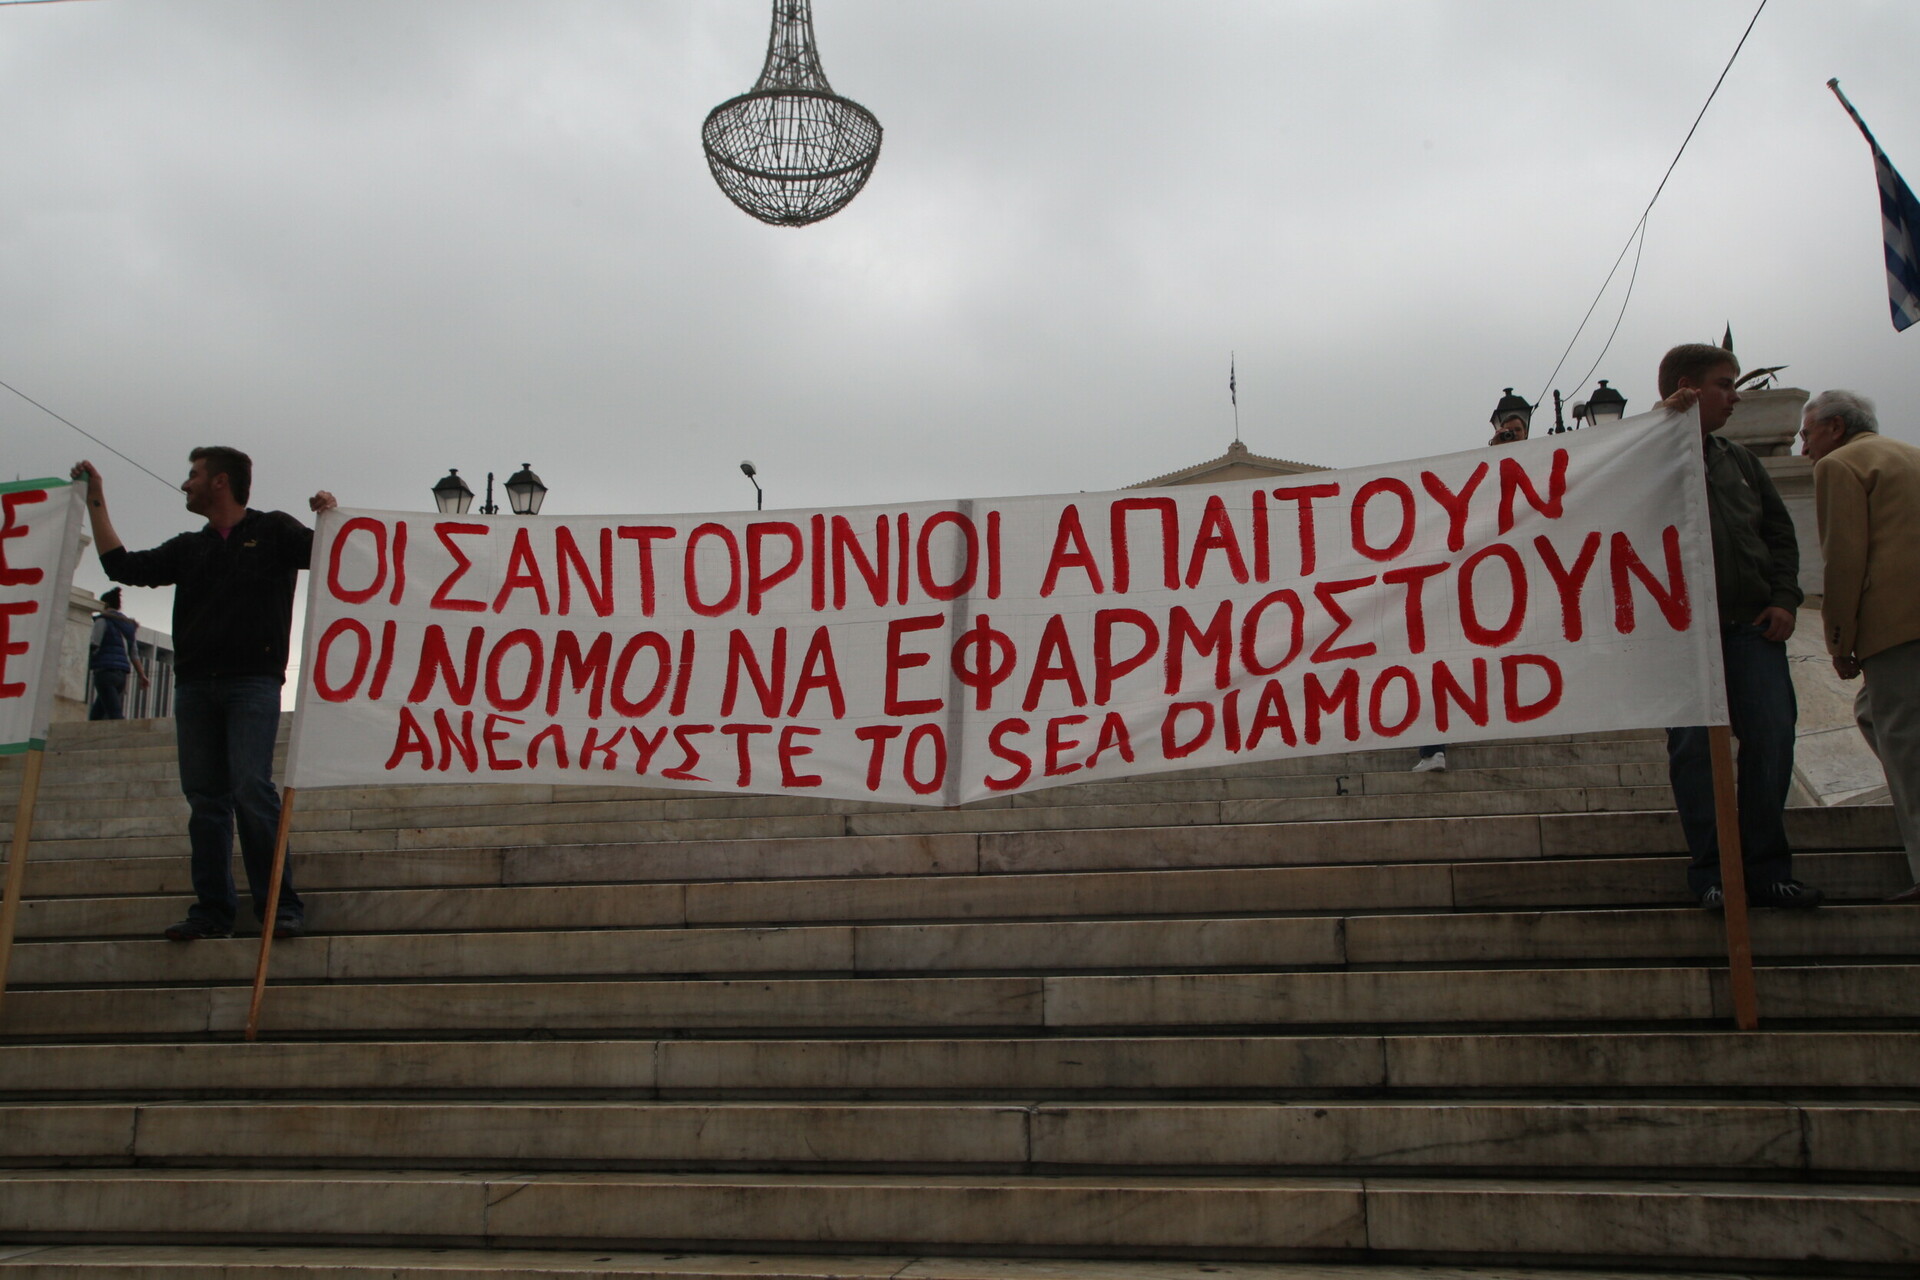 ΟΙ ΣΑΝΤΟΡΙΝΙΟΙ ΑΠΑΙΤΟΥΝ
ΟΙ ΝΟΜΟΙ ΝΑ ΕΦΑΡΜΟΣΤΟΥΝ
ΑΝΕΛΚΥΣΤΕ ΤΟ SEA DIAMOND